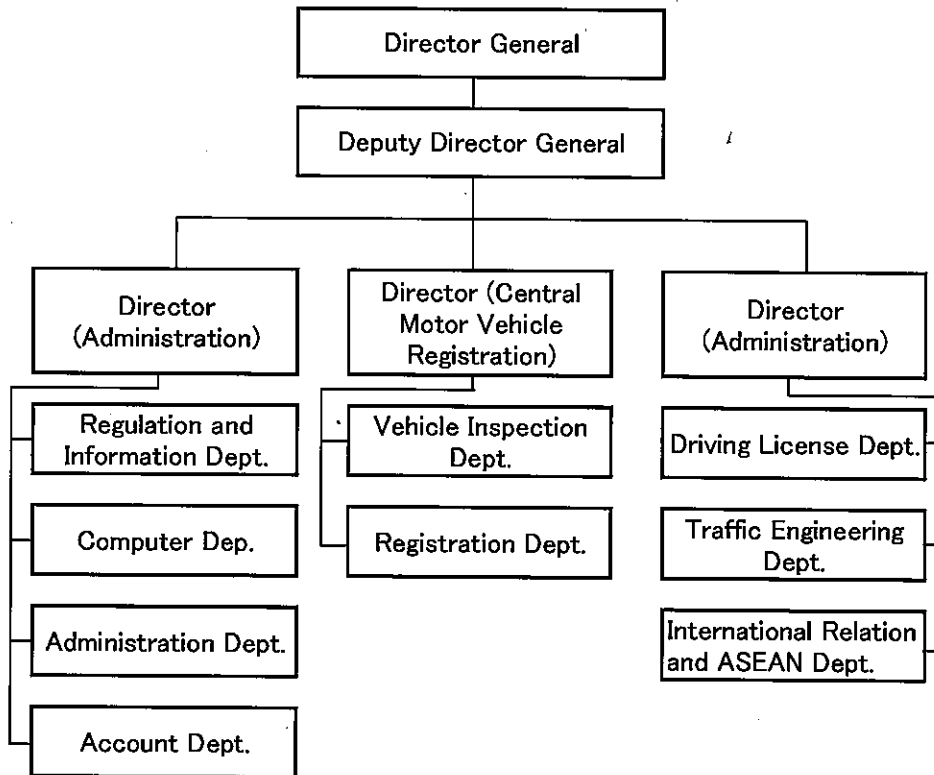 Director General
Deputy Director General
Director
(Administration)
Director (Central
Motor Vehicle
Registration)
Director
(Administration)
Regulation and
Information Dept.
Computer Dep.
Administration Dept.
Account Dept.
Vehicle Inspection
Dept.
Registration Dept.
Driving License Dept.
Traffic Engineering
Dept.
International Relation
and ASEAN Dept.